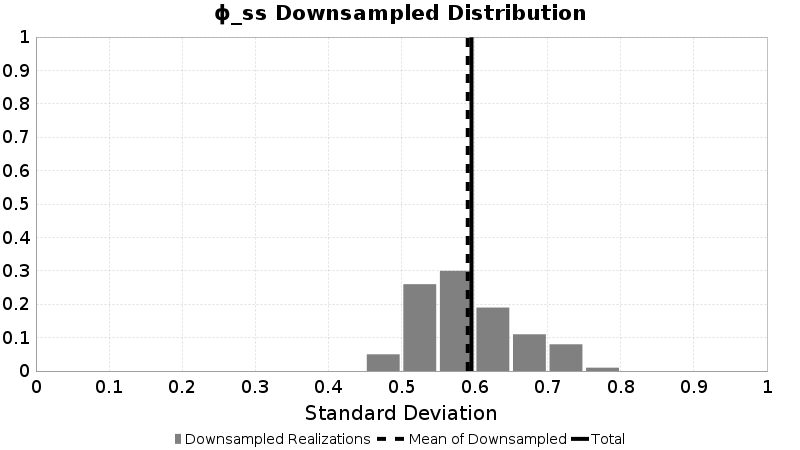 ϕ_ss Downsampled Distribution
1
0.9
0.8
0.7
0.6
0.5
0.4
0.3
0.2
0.1
0
0 0.1 0.2 0.3 0.4 0.5 0.6 0.7 0.8 0.9 1
Standard Deviation
Downsampled Realizations Mean of Downsampled Total